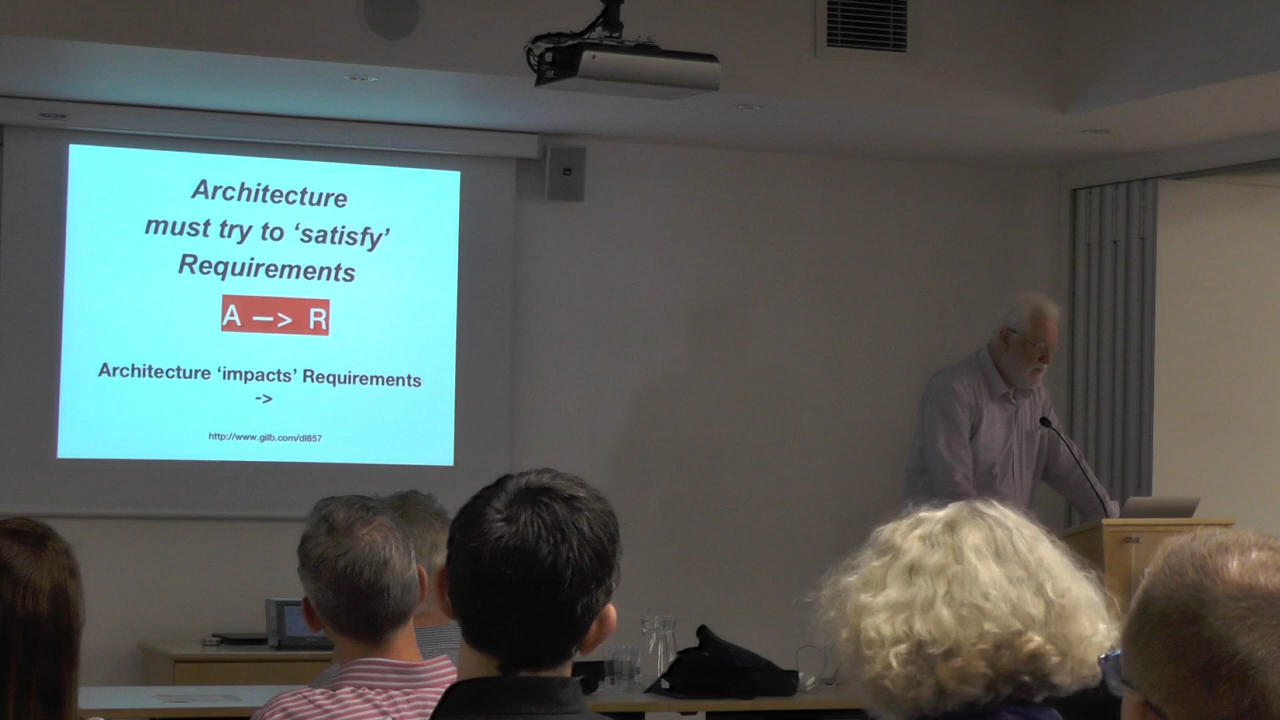 Architecture
must try to ‘satisfy’
Requirements
A —> R
Architecture ‘impacts’ Requirements
->
http://www.gilb.com/dl857